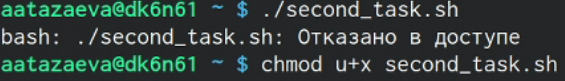 aatazaeva@dk6n61 ~ $ ./second_task.sh
bash: ./second_task.sh: Отказано в доступе
aatazaeva@dk6n61 ~ $ chmod u+x second_task.sh